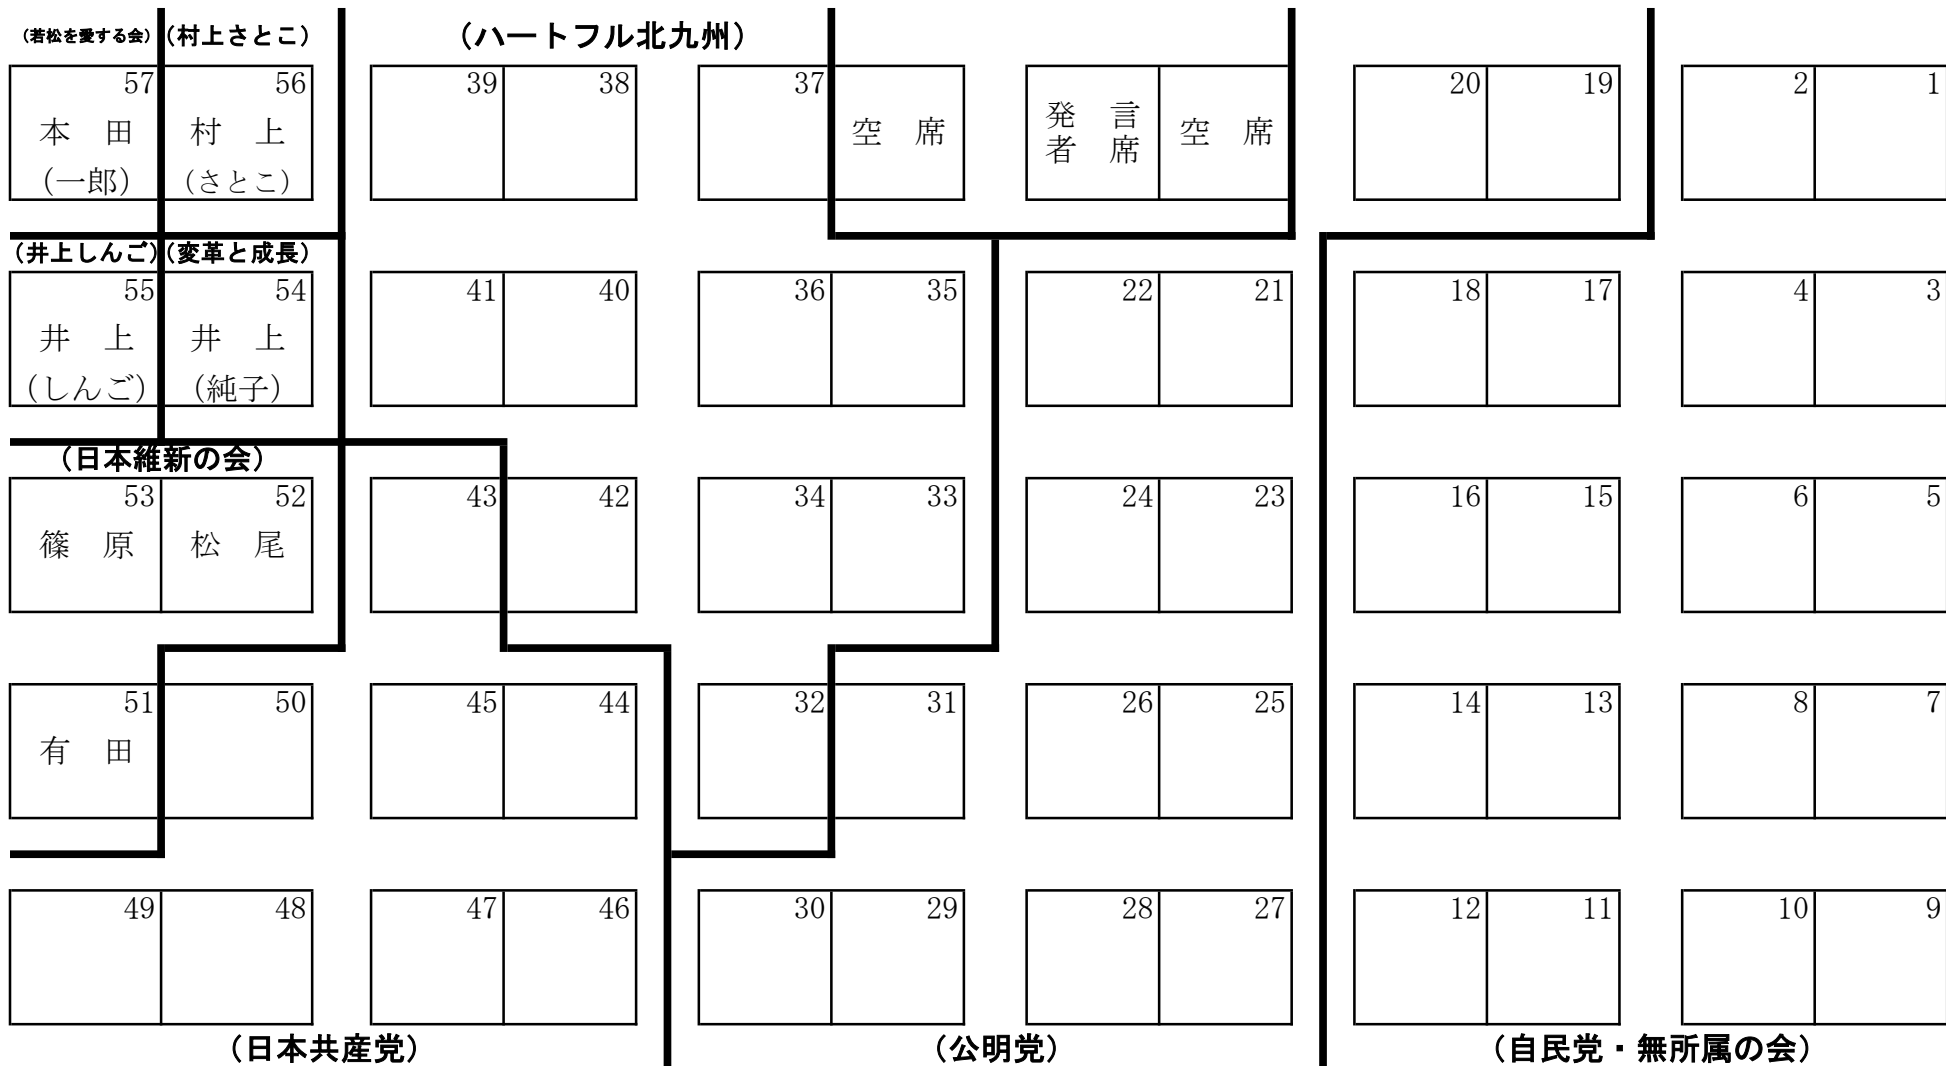 （若松を愛する会）（村上さとこ）　（ハートフル北九州）
57　56　39　38　37　20　19　2　1
本　田　村　上　空　席　発　言　空　席
者　席
（一郎）（さとこ）
（井上しんご）（変革と成長）
55　54　41　40　36　35　22　21　18　17　4　3
井　上　井　上
（しんご）（純子）
（日本維新の会）
53　52　43　42　34　33　24　23　16　15　6　5
篠　原　松　尾
51　50　45　44　32　31　26　25　14　13　8　7
有　田
49　48　47　46　30　29　28　27　12　11　10　9
（日本共産党）　（公明党）　（自民党・無所属の会）